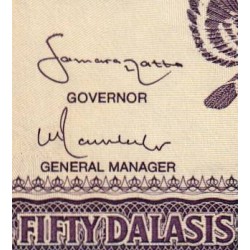 GOVERNOR
GENERAL MANAGER
FIFTY DALASIS